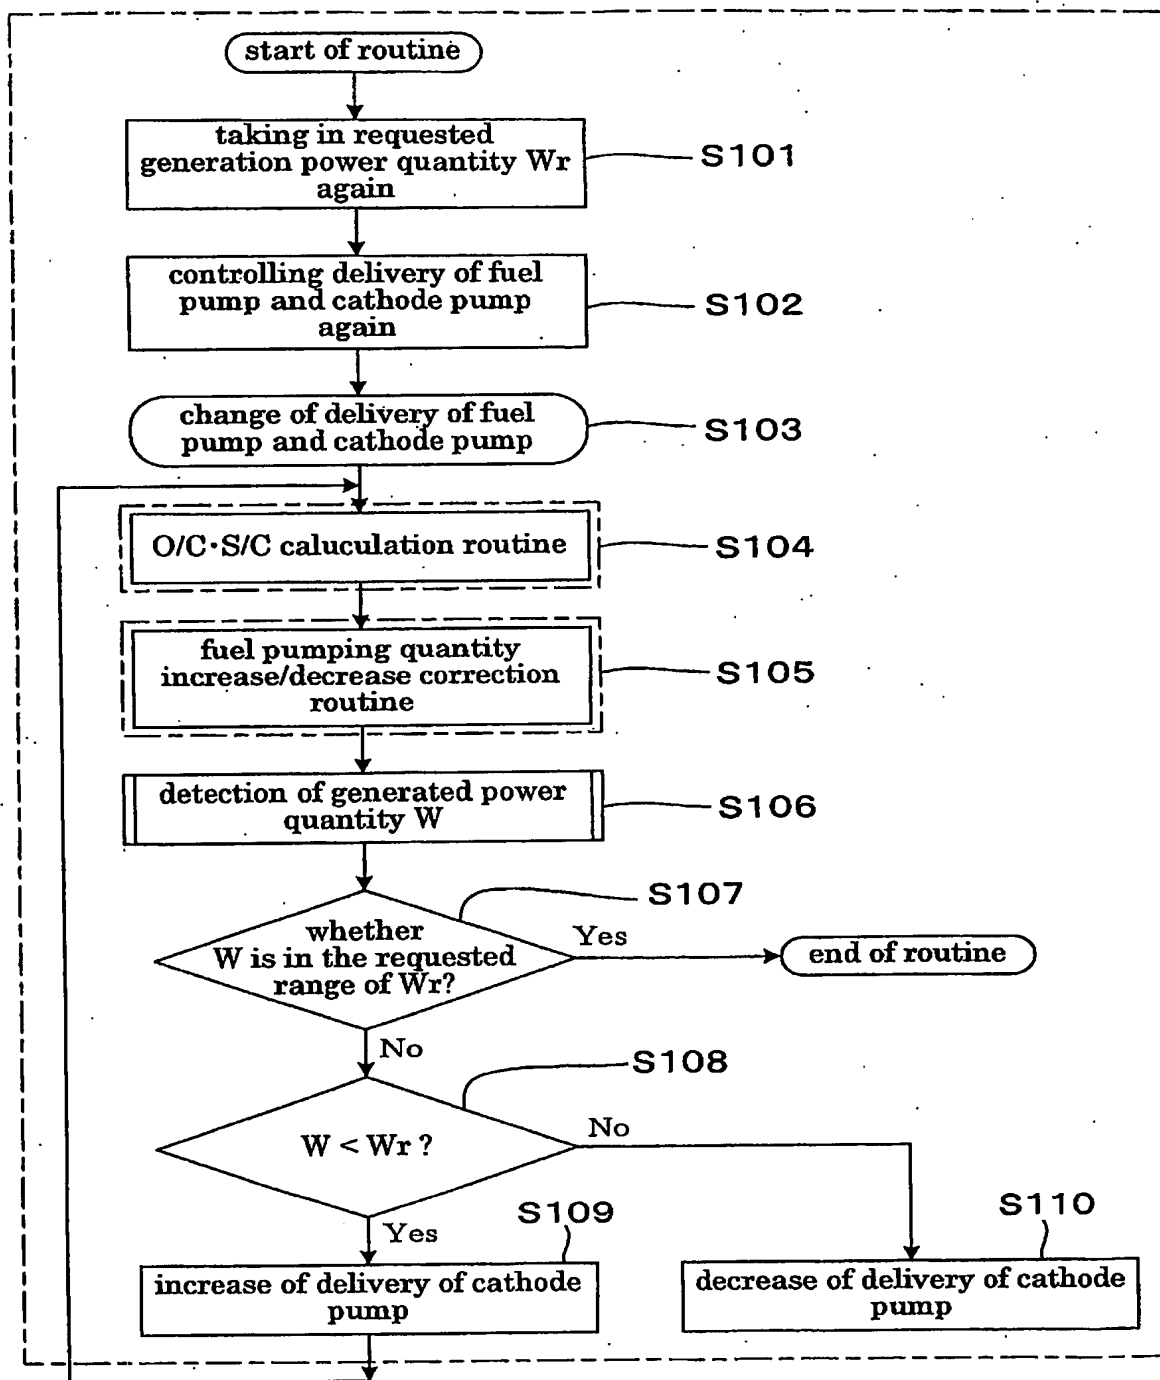 start of routine
taking in requested
generation power quantity Wr
again
S101
controlling delivery of fuel
pump and cathode pump
again
S102
change of delivery of fuel
pump and cathode pump
S103
O/C·S/C caluculation routine
S104
fuel pumping quantity
increase/decrease correction
routine
S105
detection of generated power
quantity W
S106
S107
whether
W is in the requested
range of Wr?
Yes
end of routine
No
S108
W < Wr ?
No
Yes
S109
increase of delivery of cathode
pump
S110
decrease of delivery of cathode
pump